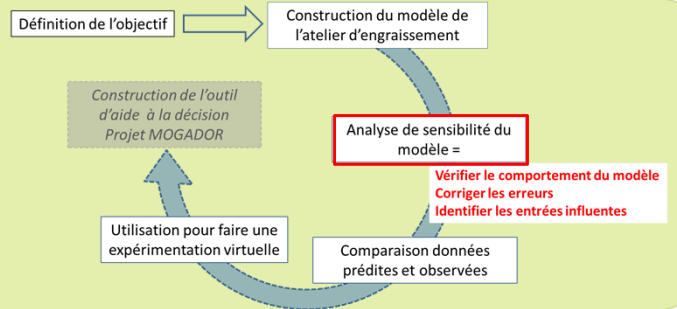 Définition de l'objectif
Construction du modèle de
l'atelier d'engraissement
Analyse de sensibilité du
modèle =
Vérifier le comportement du modèle
Corriger les erreurs
Identifier les entrées influentes
Comparaison données
prédites et observées
Utilisation pour faire une
expérimentation virtuelle
Construction de l'outil
d'aide à la décision
Projet MOGADOR